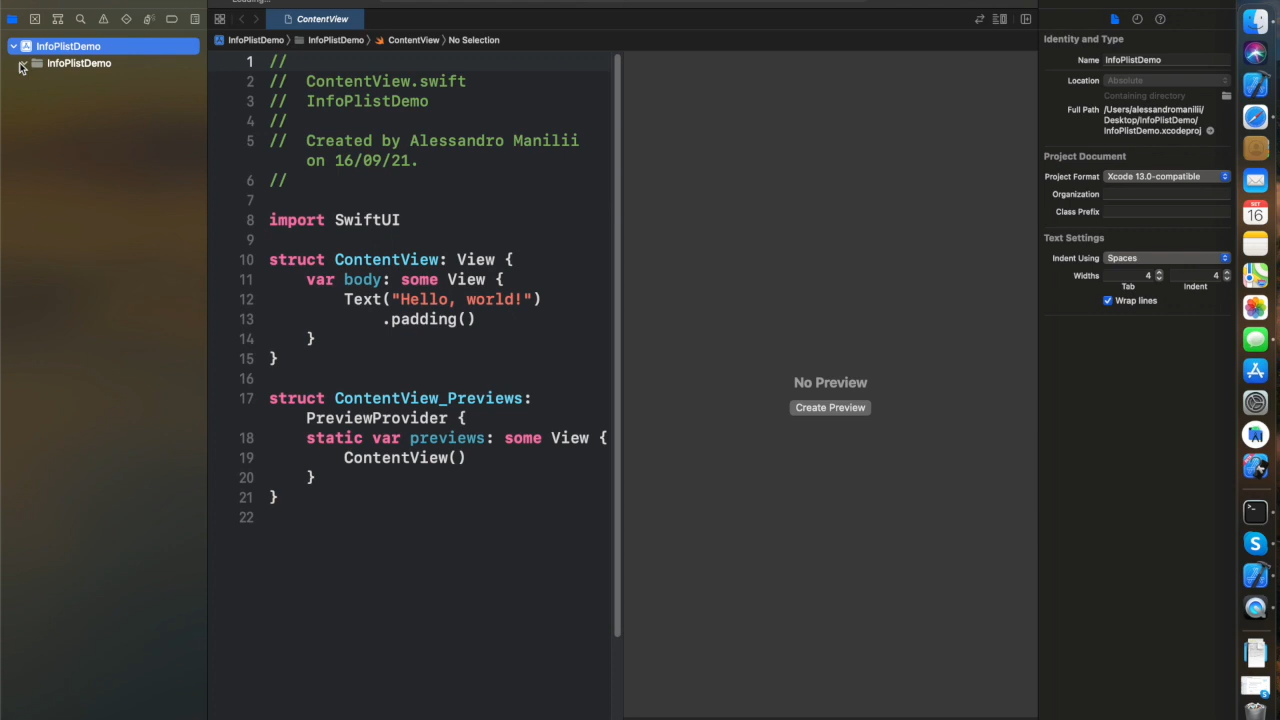 Loading...
ContentView
InfoPlistDemo
InfoPlistDemo
InfoPlistDemo 〉 InfoPlistDemo 〉 ContentView 〉 No Selection
1 //
2 //  ContentView.swift
3 //  InfoPlistDemo
4 //
5 //  Created by Alessandro Manilii
on 16/09/21.
6 //
7
8 import SwiftUI
9
10 struct ContentView: View {
11 var body: some View {
12 Text("Hello, world!")
13 .padding()
14 }
15 }
16
17 struct ContentView_Previews:
PreviewProvider {
18 static var previews: some View {
19 ContentView()
20 }
21 }
22
No Preview
Create Preview
Identity and Type
Name InfoPlistDemo
Location Absolute
Containing directory
Full Path /Users/alessandromanilii/
Desktop/InfoPlistDemo/
InfoPlistDemo.xcodeproj
Project Document
Project Format Xcode 13.0-compatible
Organization
Class Prefix
Text Settings
Indent Using Spaces
Widths 4 4
Tab Indent
Wrap lines
SET
16